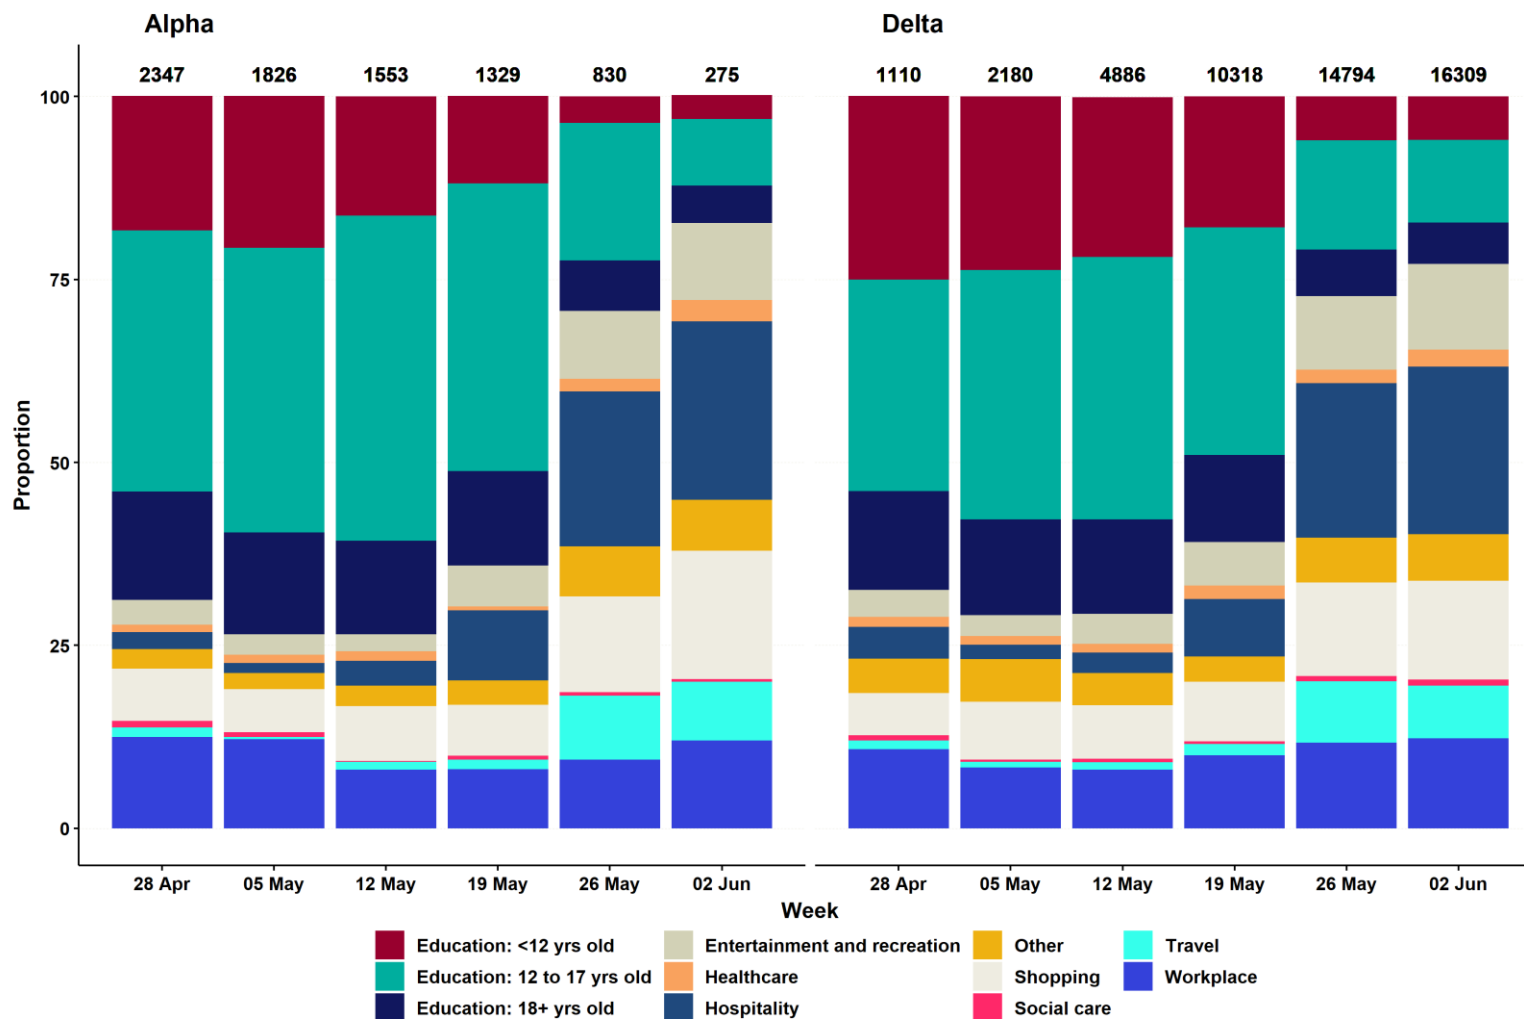 Alpha
Delta
2347 1826 1553 1329 830 275
1110 2180 4886 10318 14794 16309
100
75
50
25
0
Proportion
28 Apr 05 May 12 May 19 May 26 May 02 Jun
28 Apr 05 May 12 May 19 May 26 May 02 Jun
Week
Education: <12 yrs old
Education: 12 to 17 yrs old
Education: 18+ yrs old
Entertainment and recreation
Healthcare
Hospitality
Other
Shopping
Social care
Travel
Workplace